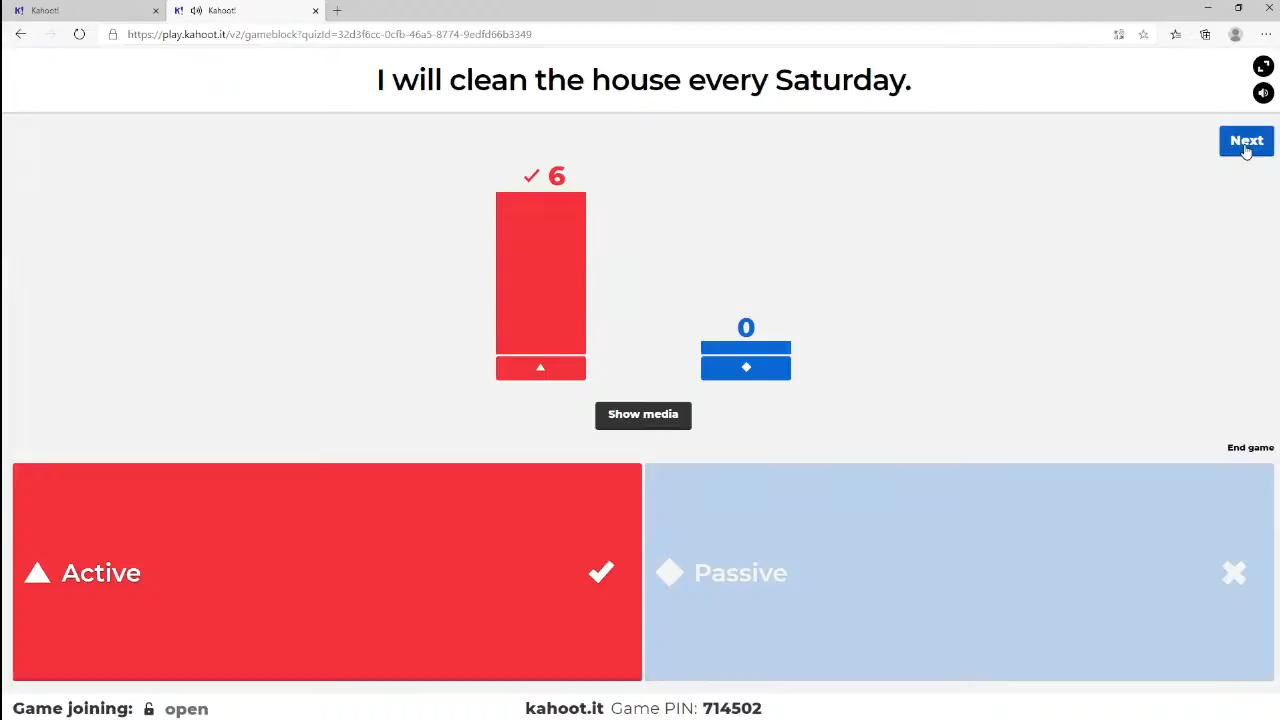 K! Kahoot!
K! Kahoot!
https://play.kahoot.it/v2/gameblock?quizId=32d3f6cc-0cfb-46a5-8774-9edfd66b3349
I will clean the house every Saturday.
Next
6
0
Show media
End game
Active
Passive
Game joining: open
kahoot.it Game PIN: 714502